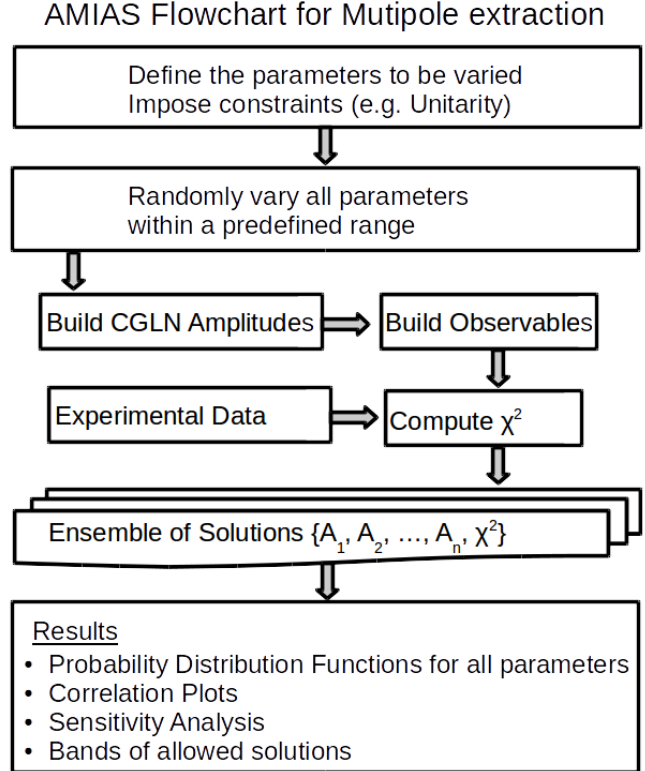 AMIAS Flowchart for Mutipole extraction
Define the parameters to be varied
Impose constraints (e.g. Unitarity)
Randomly vary all parameters
within a predefined range
Build CGLN Amplitudes
Build Observables
Experimental Data
Compute χ²
Ensemble of Solutions {A₁, A₂, ..., Aₙ, χ²}
Results
• Probability Distribution Functions for all parameters
• Correlation Plots
• Sensitivity Analysis
• Bands of allowed solutions